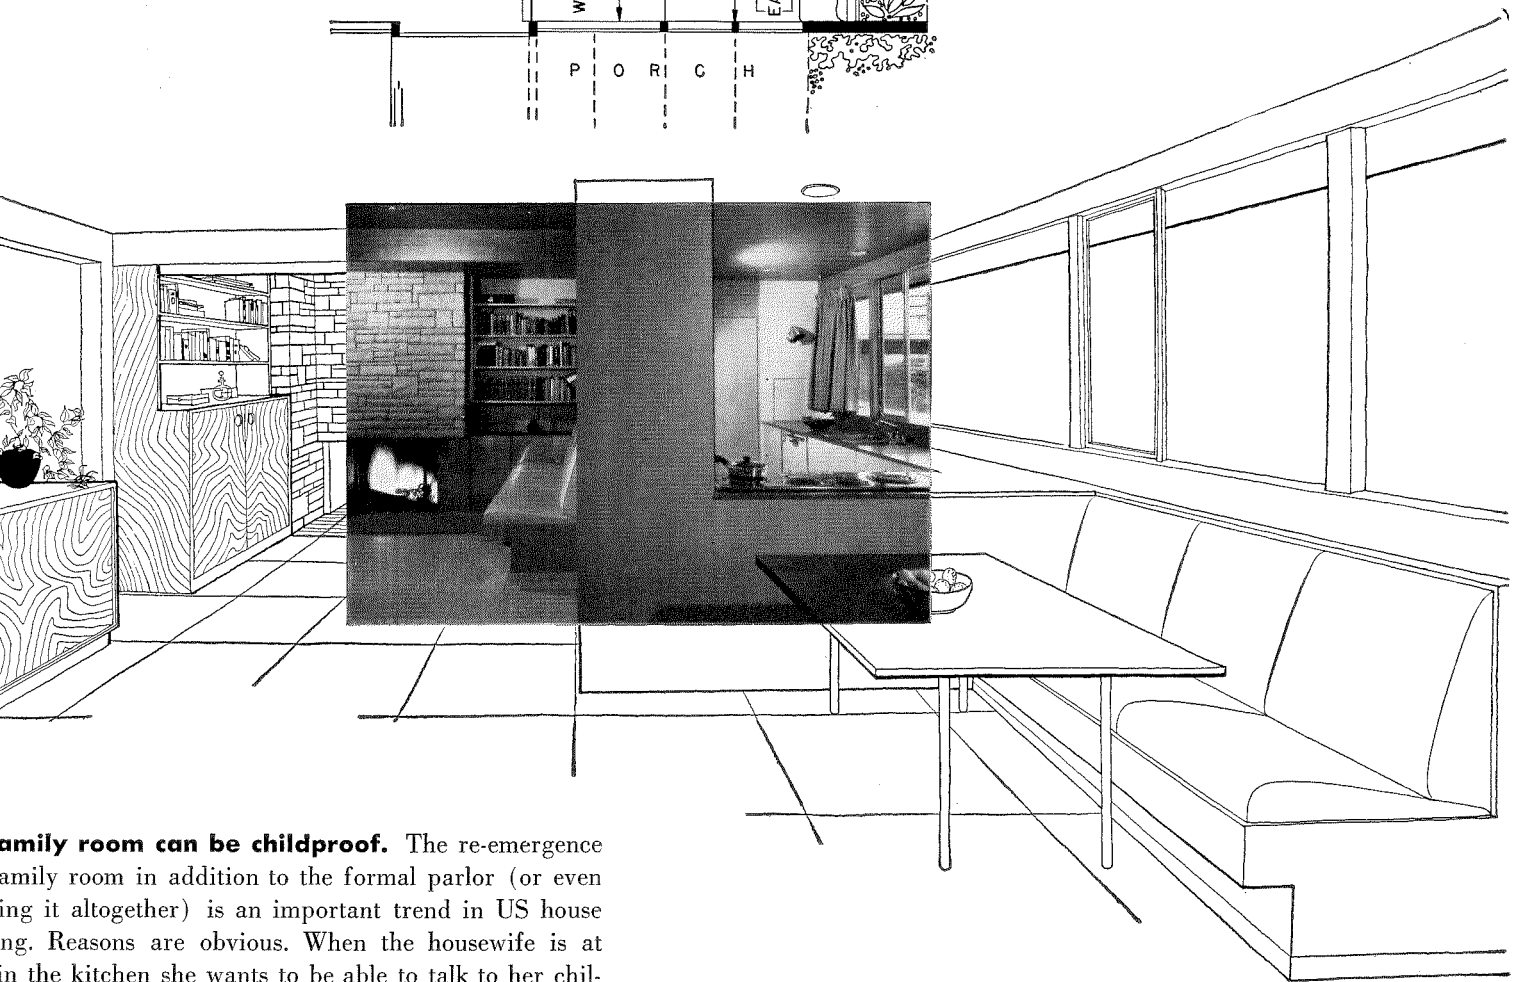 W
EA
P O R C H
amily room can be childproof. The re-emergence
amily room in addition to the formal parlor (or even
ing it altogether) is an important trend in US house
ng. Reasons are obvious. When the housewife is at
in the kitchen she wants to be able to talk to her chil-